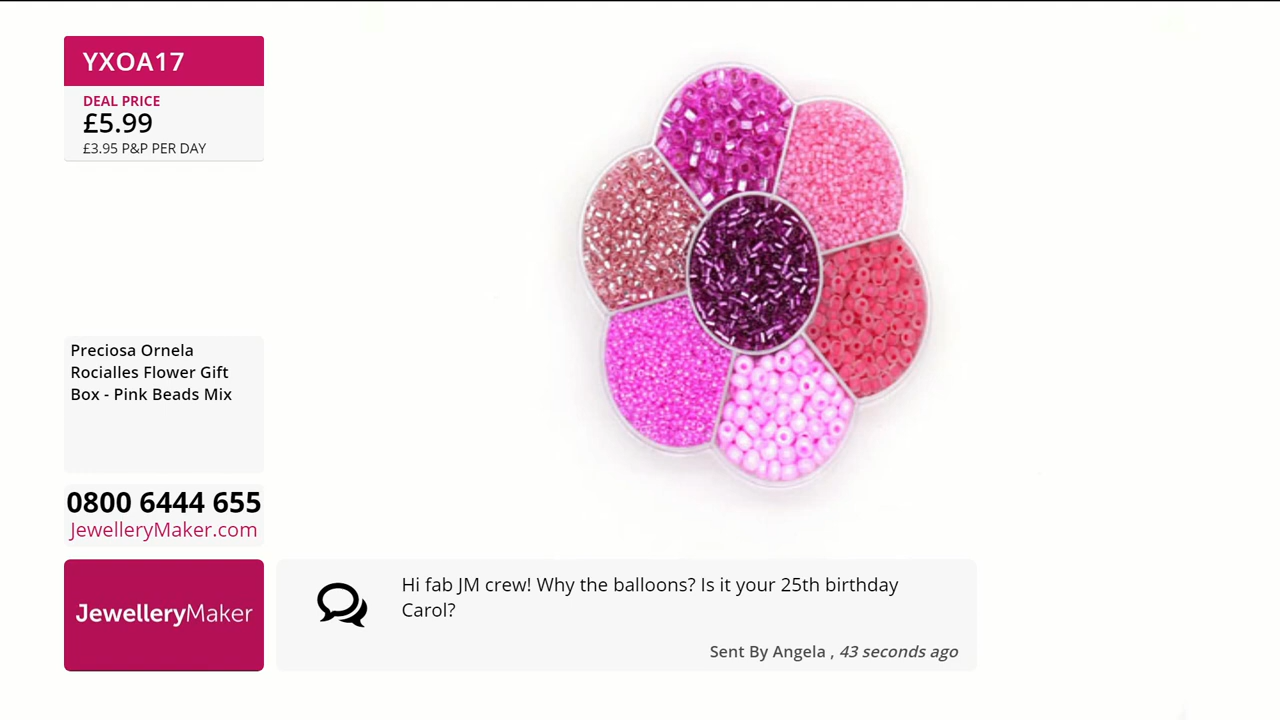 YXOA17
DEAL PRICE
£5.99
£3.95 P&P PER DAY
Preciosa Ornela
Rocialles Flower Gift
Box - Pink Beads Mix
0800 6444 655
JewelleryMaker.com
JewelleryMaker
Hi fab JM crew! Why the balloons? Is it your 25th birthday
Carol?
Sent By Angela , 43 seconds ago